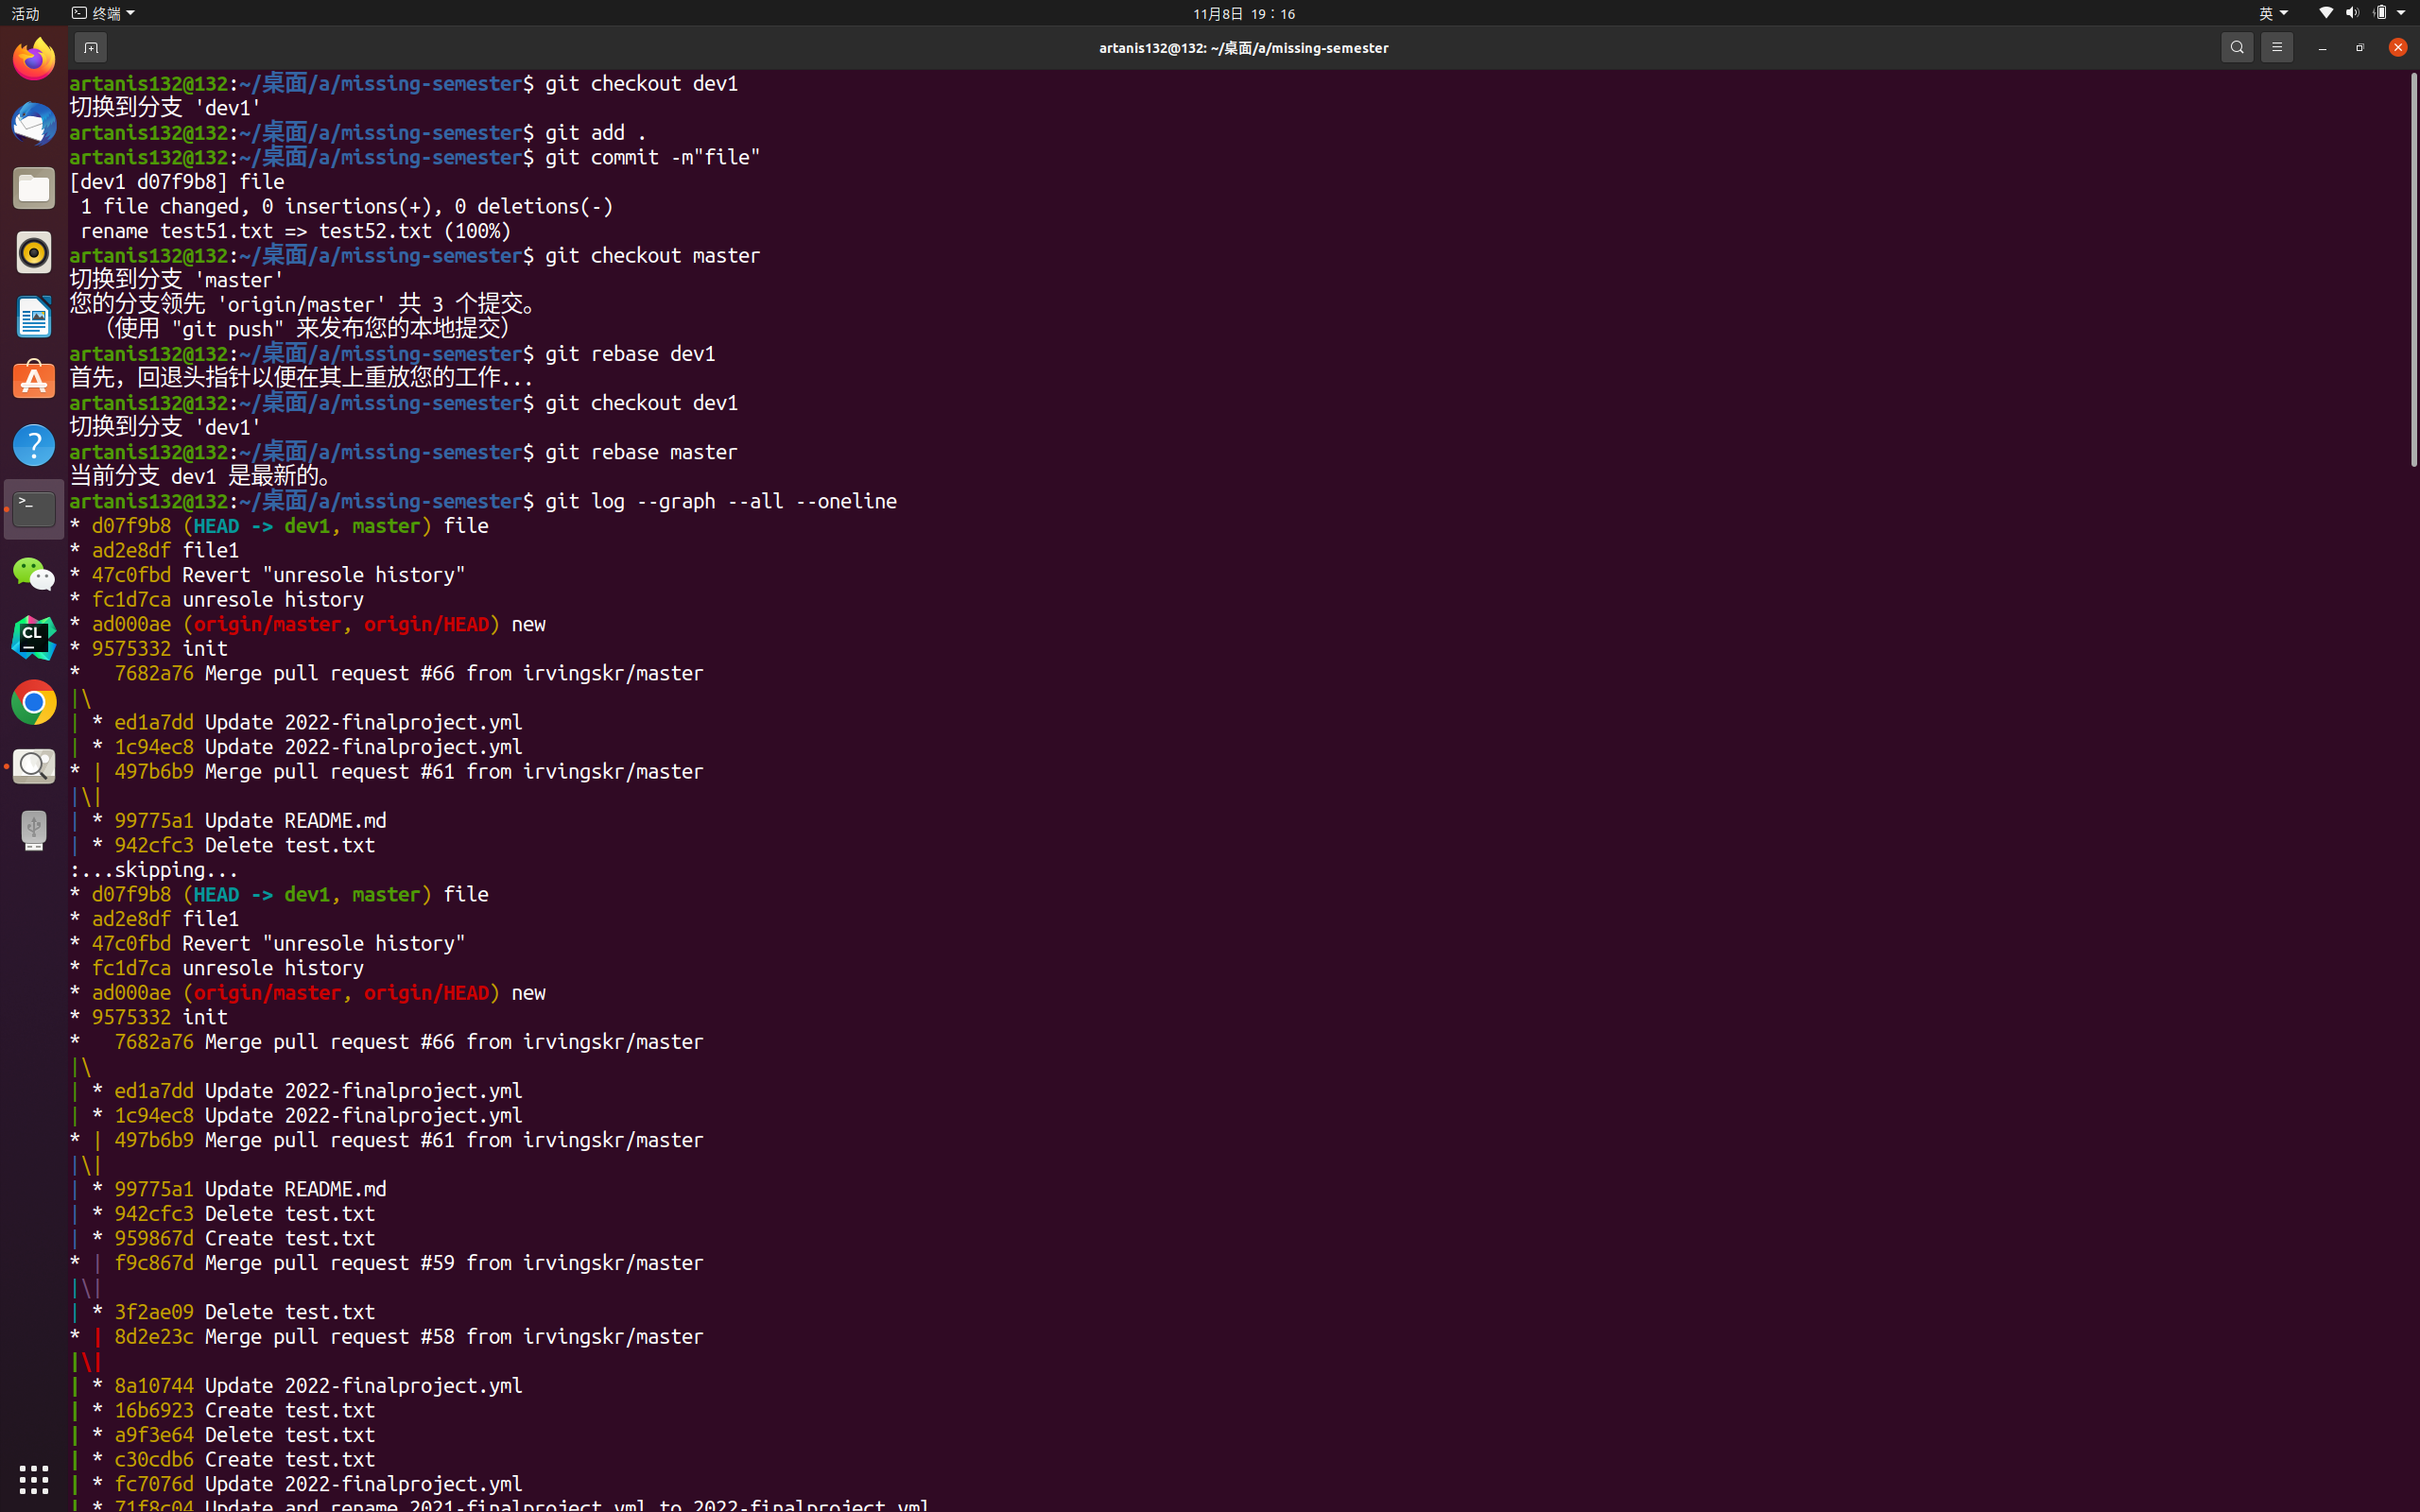 活动 终端 11月8日 19：16 英
artanis132@132: ~/桌面/a/missing-semester
artanis132@132:~/桌面/a/missing-semester$ git checkout dev1
切换到分支 'dev1'
artanis132@132:~/桌面/a/missing-semester$ git add .
artanis132@132:~/桌面/a/missing-semester$ git commit -m"file"
[dev1 d07f9b8] file
 1 file changed, 0 insertions(+), 0 deletions(-)
 rename test51.txt => test52.txt (100%)
artanis132@132:~/桌面/a/missing-semester$ git checkout master
切换到分支 'master'
您的分支领先 'origin/master' 共 3 个提交。
  （使用 "git push" 来发布您的本地提交）
artanis132@132:~/桌面/a/missing-semester$ git rebase dev1
首先，回退头指针以便在其上重放您的工作...
artanis132@132:~/桌面/a/missing-semester$ git checkout dev1
切换到分支 'dev1'
artanis132@132:~/桌面/a/missing-semester$ git rebase master
当前分支 dev1 是最新的。
artanis132@132:~/桌面/a/missing-semester$ git log --graph --all --oneline
* d07f9b8 (HEAD -> dev1, master) file
* ad2e8df file1
* 47c0fbd Revert "unresole history"
* fc1d7ca unresole history
* ad000ae (origin/master, origin/HEAD) new
* 9575332 init
*   7682a76 Merge pull request #66 from irvingskr/master
|\
| * ed1a7dd Update 2022-finalproject.yml
| * 1c94ec8 Update 2022-finalproject.yml
* | 497b6b9 Merge pull request #61 from irvingskr/master
|\|
| * 99775a1 Update README.md
| * 942cfc3 Delete test.txt
:...skipping...
* d07f9b8 (HEAD -> dev1, master) file
* ad2e8df file1
* 47c0fbd Revert "unresole history"
* fc1d7ca unresole history
* ad000ae (origin/master, origin/HEAD) new
* 9575332 init
*   7682a76 Merge pull request #66 from irvingskr/master
|\
| * ed1a7dd Update 2022-finalproject.yml
| * 1c94ec8 Update 2022-finalproject.yml
* | 497b6b9 Merge pull request #61 from irvingskr/master
|\|
| * 99775a1 Update README.md
| * 942cfc3 Delete test.txt
| * 959867d Create test.txt
* | f9c867d Merge pull request #59 from irvingskr/master
|\|
| * 3f2ae09 Delete test.txt
* | 8d2e23c Merge pull request #58 from irvingskr/master
|\|
| * 8a10744 Update 2022-finalproject.yml
| * 16b6923 Create test.txt
| * a9f3e64 Delete test.txt
| * c30cdb6 Create test.txt
| * fc7076d Update 2022-finalproject.yml
| * 71f8c04 Update and rename 2021-finalproject.yml to 2022-finalproject.yml
CL